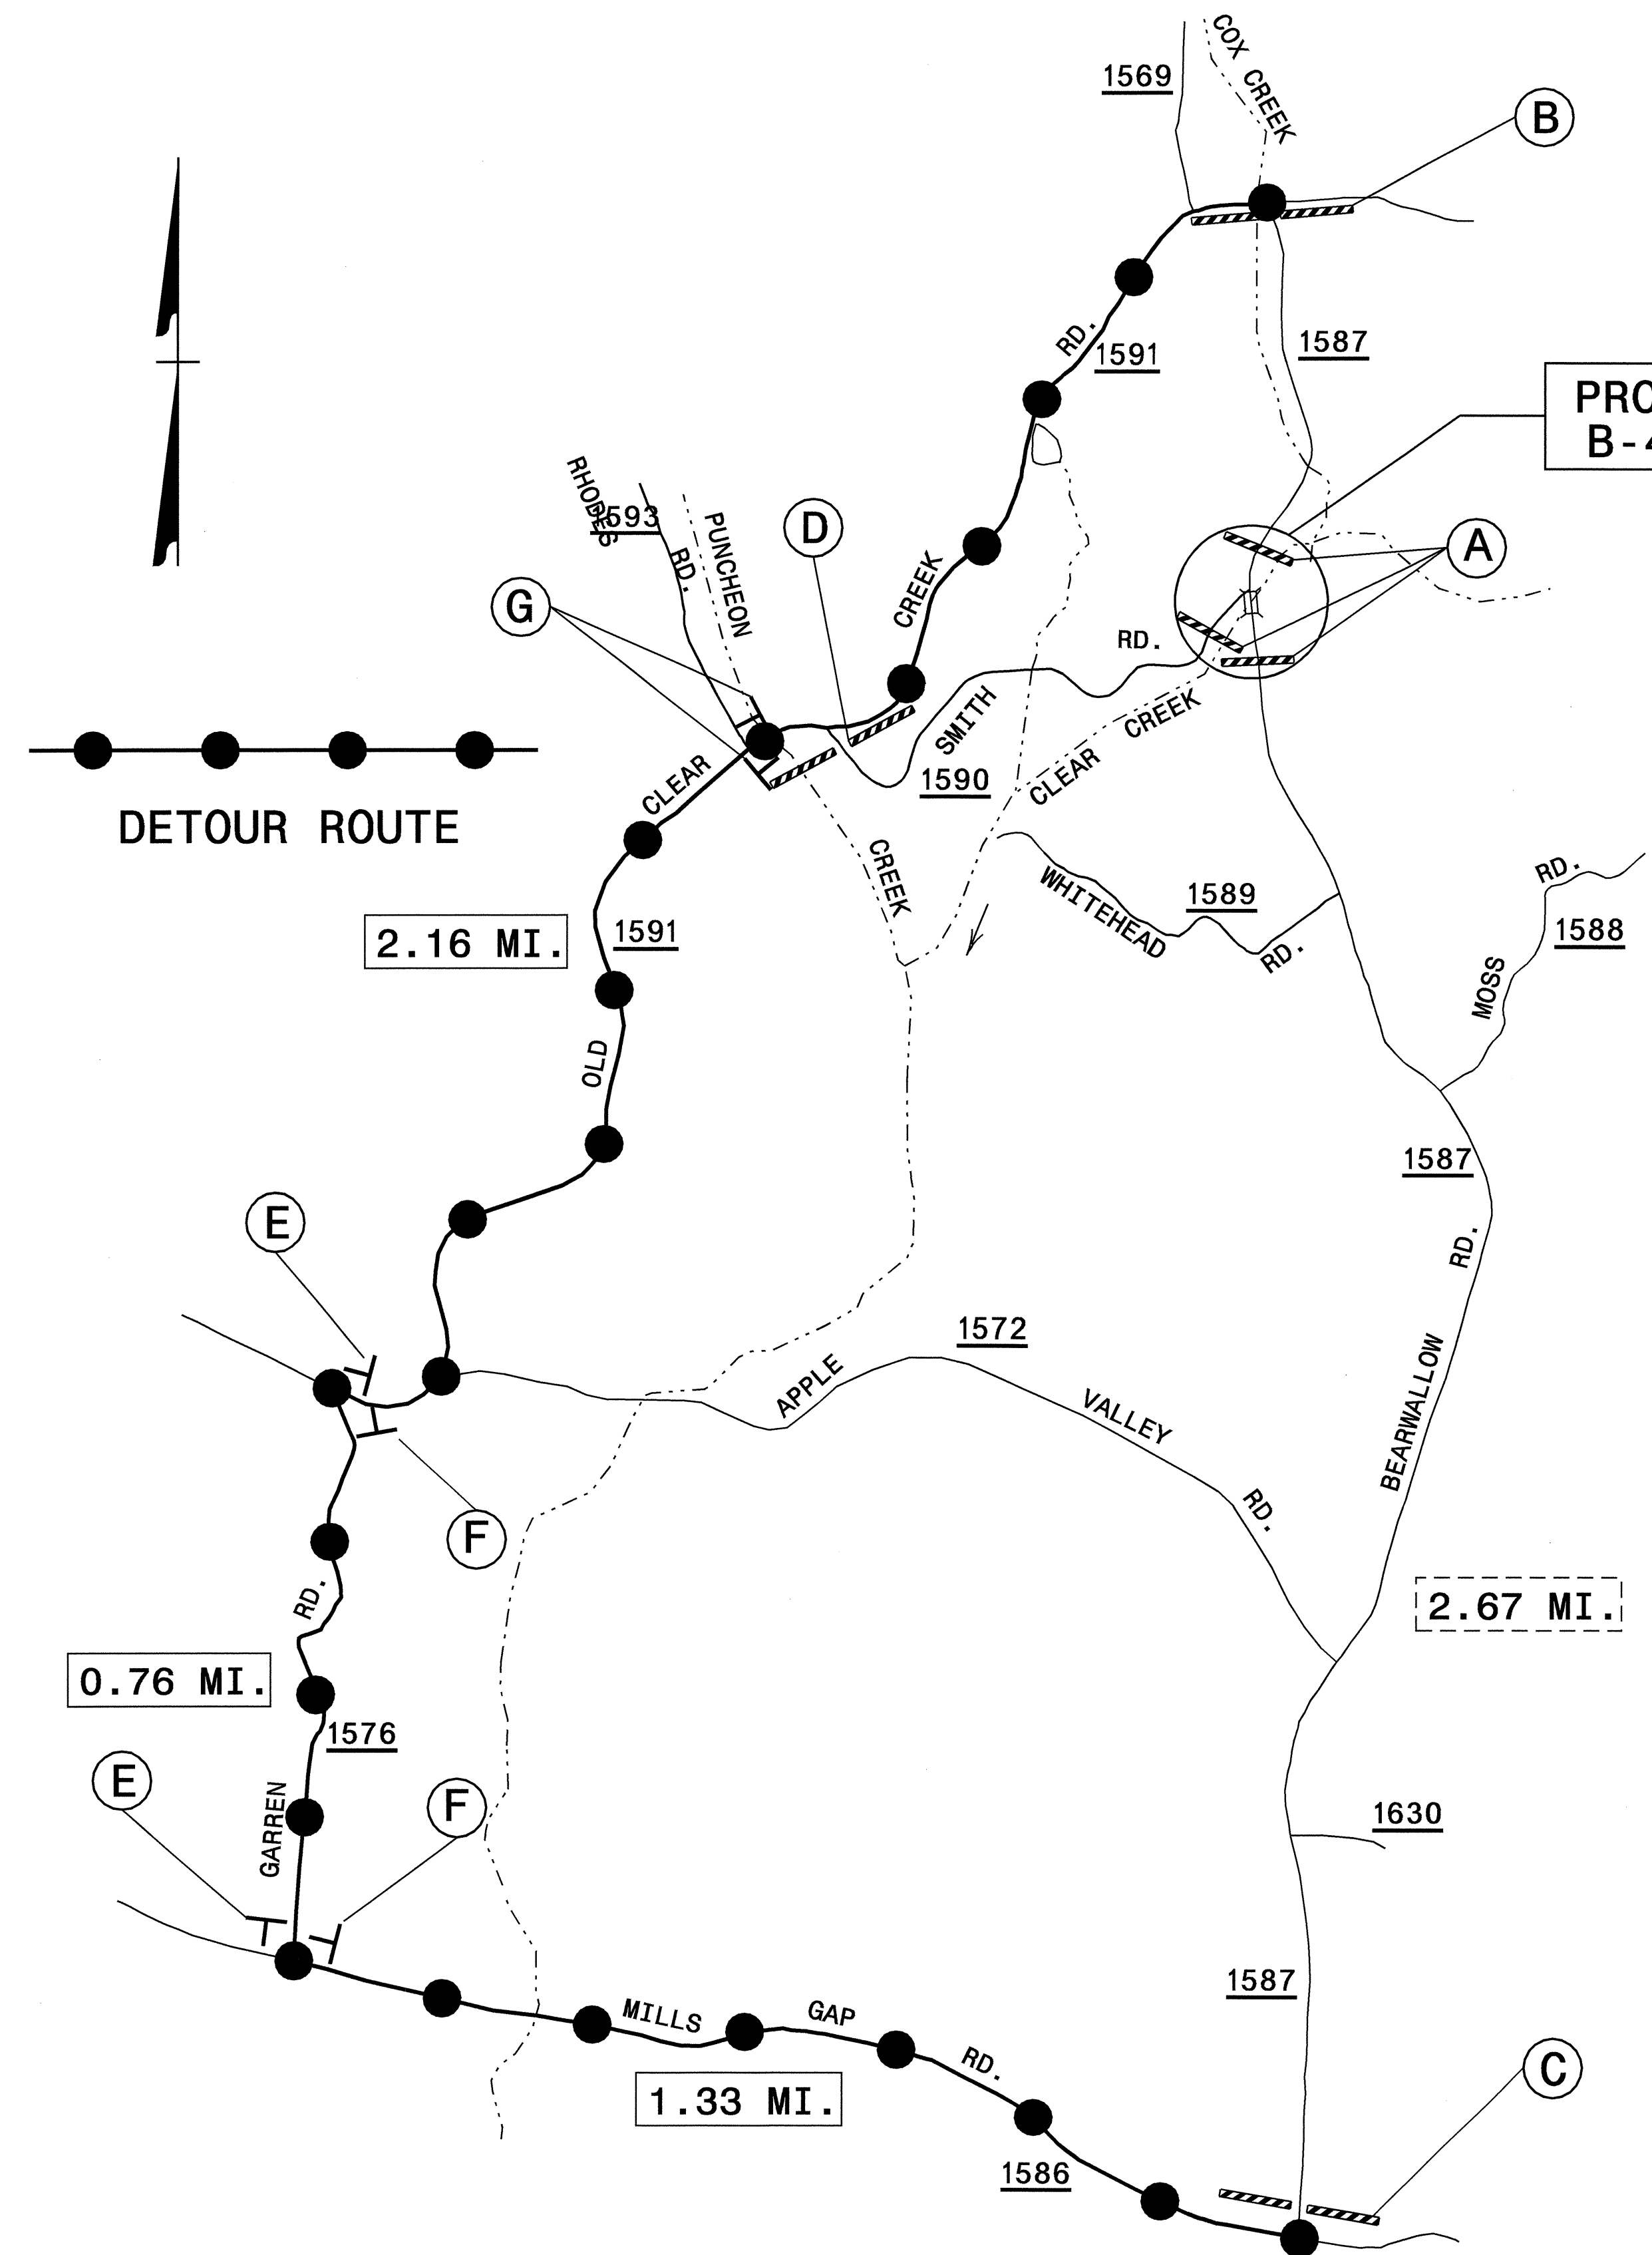 COX CREEK
1569
B
RD.
1591
1587
PRO
B-4
RHODES
1593
RD.
PUNCHEON
D
A
G
CREEK
RD.
SMITH
1590
CLEAR CREEK
CLEAR
DETOUR ROUTE
CREEK
WHITEHEAD
1589
RD.
RD.
1588
MOSS
2.16 MI.
1591
OLD
1587
E
RD.
1572
APPLE
VALLEY
RD.
BEARWALLOW
F
RD.
2.67 MI.
0.76 MI.
1576
E
F
GARREN
1630
1587
MILLS GAP
RD.
1.33 MI.
C
1586